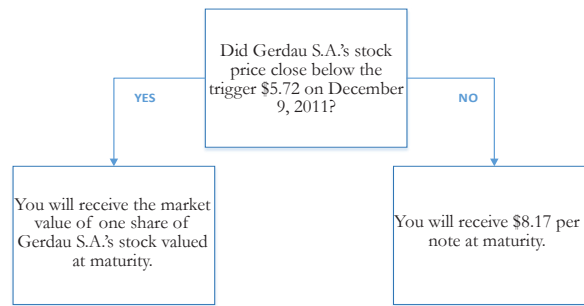 Did Gerdau S.A.'s stock
price close below the
trigger $5.72 on December
9, 2011?
YES
NO
You will receive the market
value of one share of
Gerdau S.A.'s stock valued
at maturity.
You will receive $8.17 per
note at maturity.